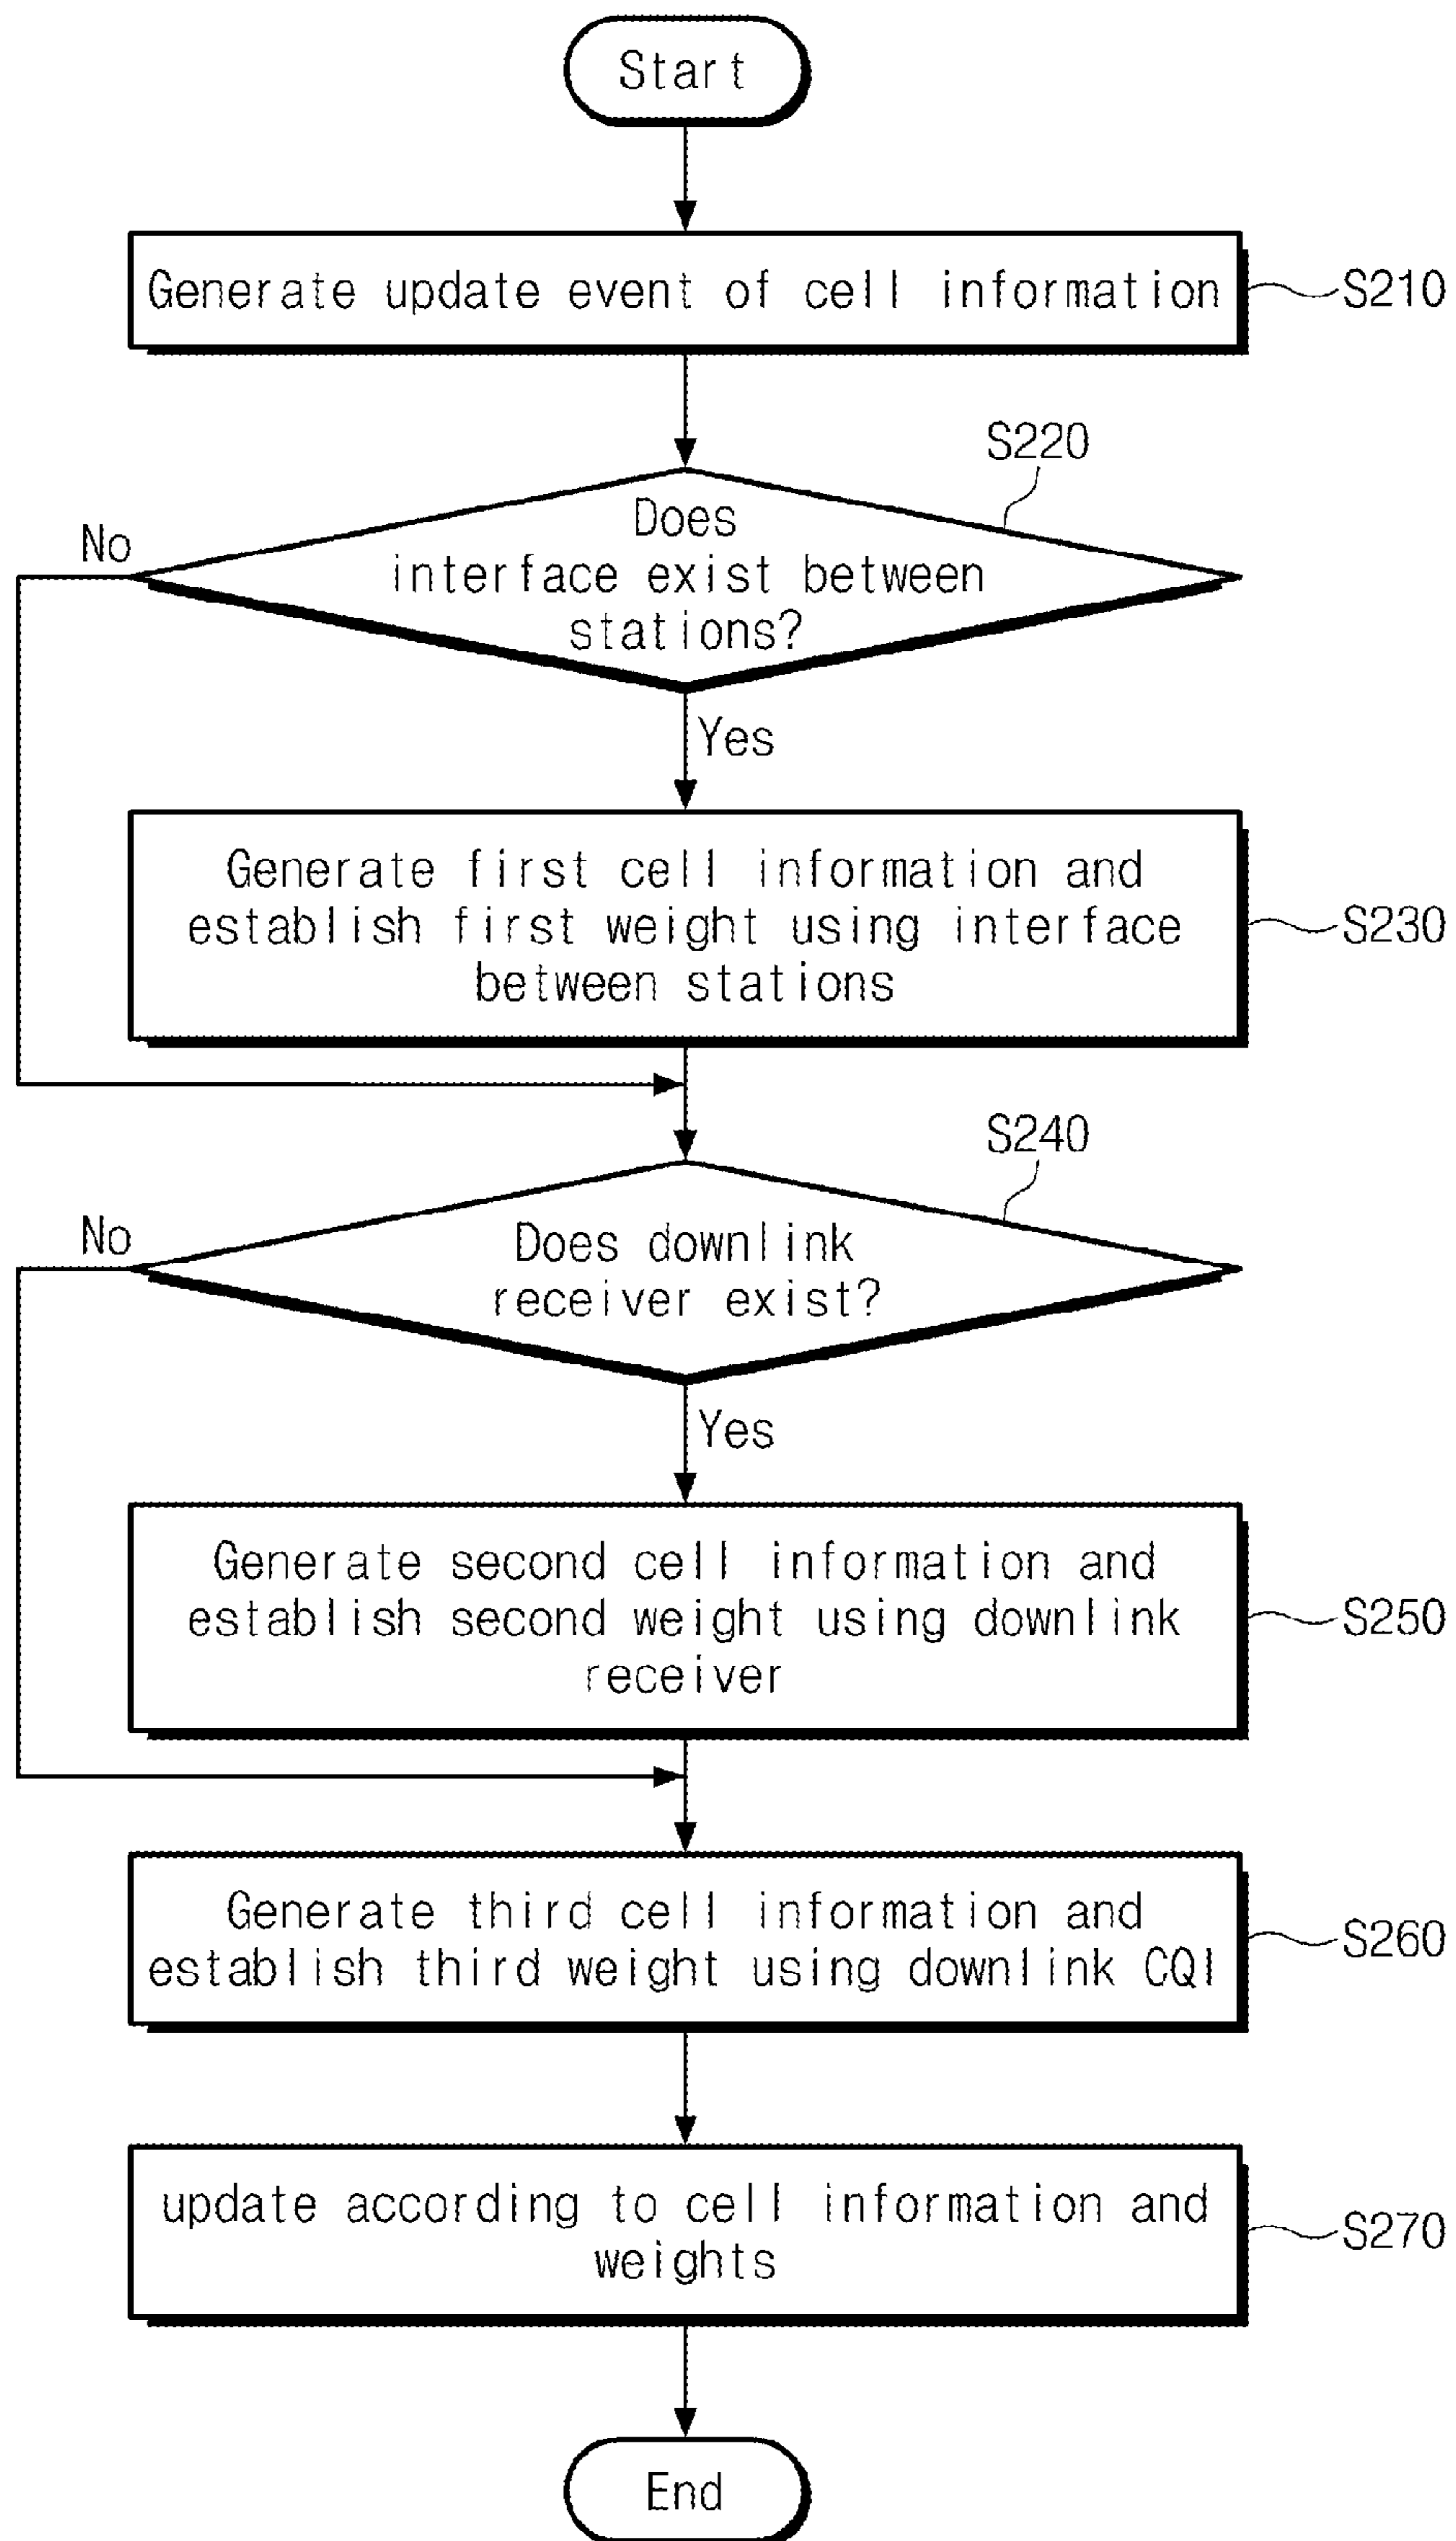 Start
Generate update event of cell information
S210
S220
Does
interface exist between
stations?
No
Yes
Generate first cell information and
establish first weight using interface
between stations
S230
S240
Does downlink
receiver exist?
No
Yes
Generate second cell information and
establish second weight using downlink
receiver
S250
Generate third cell information and
establish third weight using downlink CQI
S260
update according to cell information and
weights
S270
End